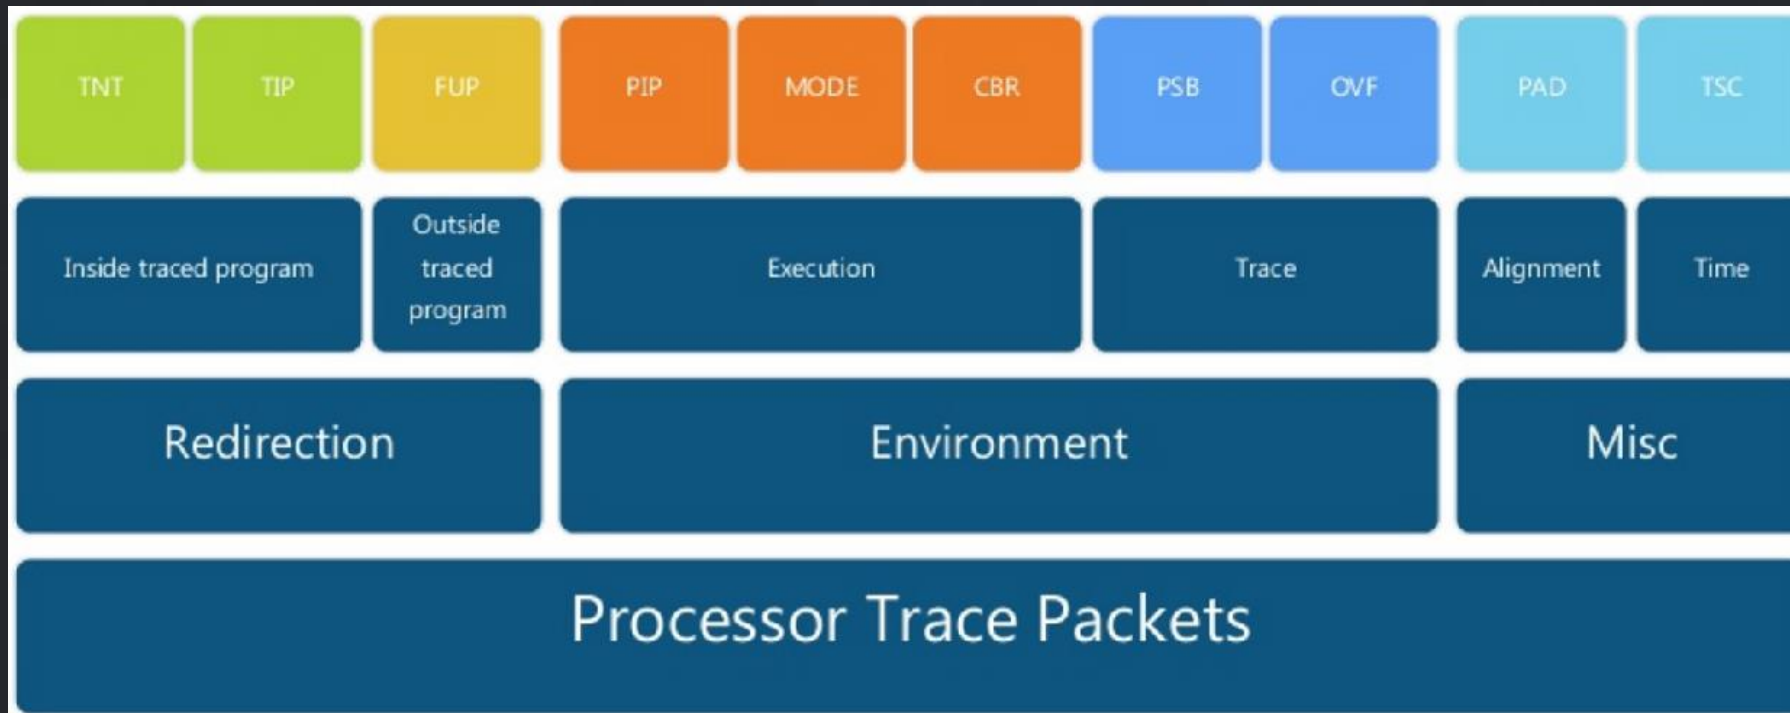 TNT TIP FUP PIP MODE CBR PSB OVF PAD TSC
Inside traced program
Outside
traced
program
Execution
Trace
Alignment
Time
Redirection
Environment
Misc
Processor Trace Packets